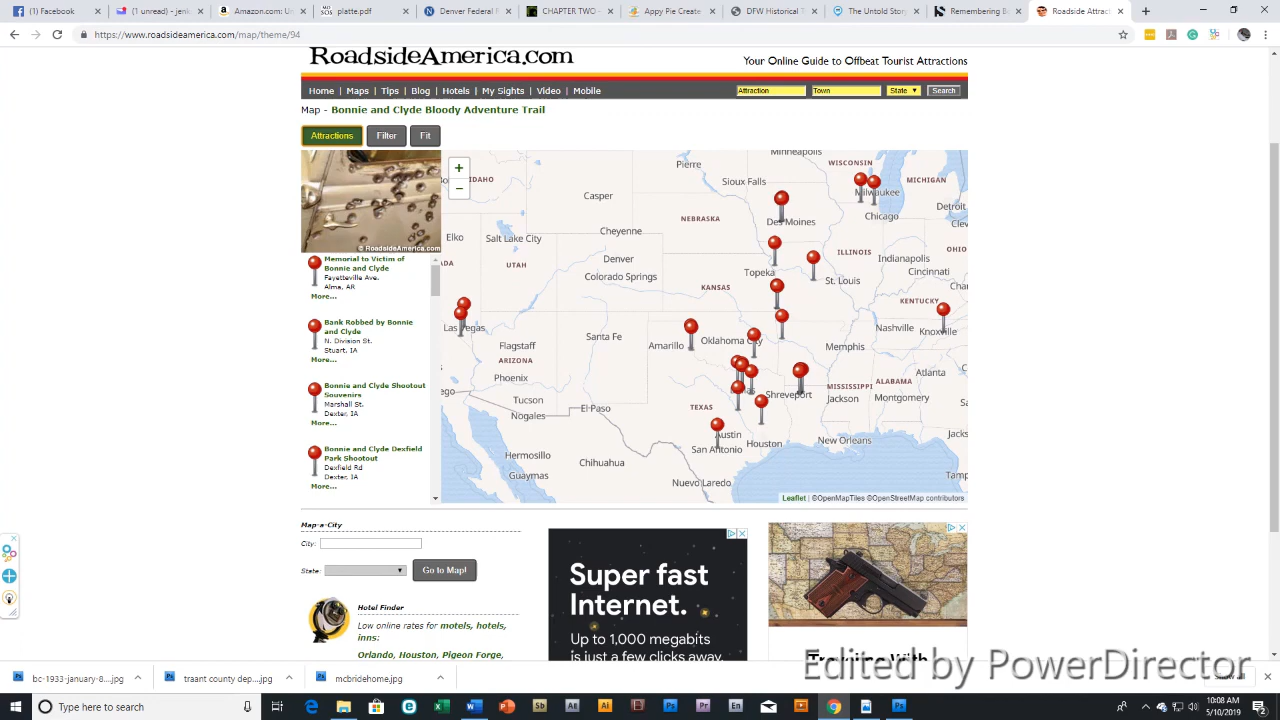 (1) Facebook
(1) 1933 - jenk
Amazon.com: S
CHAPTER TWO -
Apply Pie Create
The Untold Stor
Remembering B
Roadside Attrac
https://www.roadsideamerica.com/map/theme/94
RoadsideAmerica.com
Your Online Guide to Offbeat Tourist Attractions
Home | Maps | Tips | Blog | Hotels | My Sights | Video | Mobile
Attraction Town State Search
Map - Bonnie and Clyde Bloody Adventure Trail
Attractions Filter Fit
© RoadsideAmerica.com
Memorial to Victim of
Bonnie and Clyde
Fayetteville Ave.
Alma, AR
More...
Bank Robbed by Bonnie
and Clyde
N. Division St.
Stuart, IA
More...
Bonnie and Clyde Shootout
Souvenirs
Marshall St.
Dexter, IA
More...
Bonnie and Clyde Dexfield
Park Shootout
Dexfield Rd
Dexter, IA
More...
+
−
Minneapolis
Pierre
WISCONSIN
IDAHO
Sioux Falls
MICHIGAN
Casper
Milwaukee
Detroit
Chicago
NEBRASKA
Des Moines
Cheyenne
Elko
Salt Lake City
OHIO
ILLINOIS
Indianapolis
UTAH
Denver
Topeka
Cincinnati
Colorado Springs
St. Louis
KANSAS
KENTUCKY
Las Vegas
Nashville
Knoxville
Santa Fe
Amarillo
Oklahoma City
Memphis
Flagstaff
ARIZONA
Atlanta
Phoenix
MISSISSIPPI
ALABAMA
Shreveport
Jackson
Montgomery
Tucson
El Paso
TEXAS
Nogales
Austin
New Orleans
Houston
San Antonio
Hermosillo
Chihuahua
Guaymas
Nuevo Laredo
Leaflet | ©OpenMapTiles ©OpenStreetMap contributors
Map-a-City
City:
State:
Go to Map!
Hotel Finder
Low online rates for motels, hotels,
inns:
Orlando, Houston, Pigeon Forge,
Super fast
Internet.
Up to 1,000 megabits
is just a few clicks away.
Edited by PowerDirector
bc-1933-january-de....jpg
traant county dep...jpg
mcbridehome.jpg
Show all
Type here to search
10:08 AM
5/10/2019